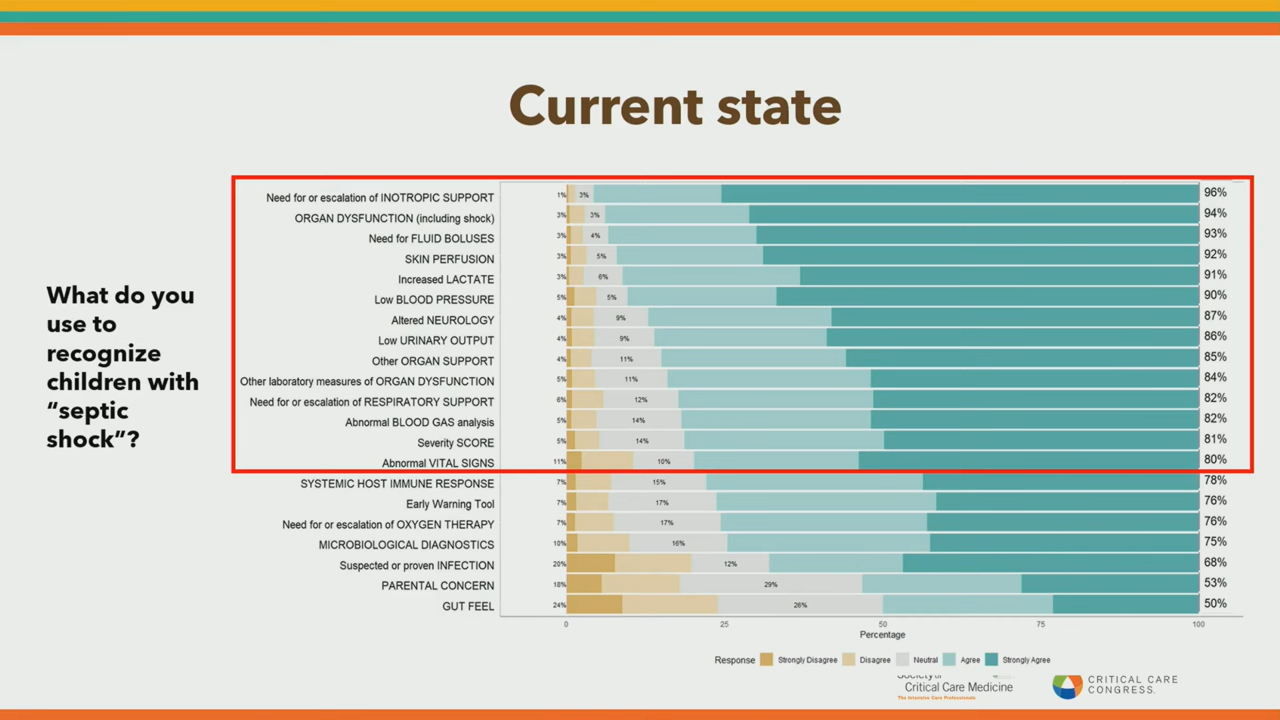 Current state
What do you
use to
recognize
children with
“septic
shock”?
Need for or escalation of INOTROPIC SUPPORT 1% 3% 96%
ORGAN DYSFUNCTION (including shock) 3% 3% 94%
Need for FLUID BOLUSES 3% 4% 93%
SKIN PERFUSION 3% 5% 92%
Increased LACTATE 3% 6% 91%
Low BLOOD PRESSURE 5% 5% 90%
Altered NEUROLOGY 4% 9% 87%
Low URINARY OUTPUT 4% 9% 86%
Other ORGAN SUPPORT 4% 11% 85%
Other laboratory measures of ORGAN DYSFUNCTION 5% 11% 84%
Need for or escalation of RESPIRATORY SUPPORT 6% 12% 82%
Abnormal BLOOD GAS analysis 5% 14% 82%
Severity SCORE 5% 14% 81%
Abnormal VITAL SIGNS 11% 10% 80%
SYSTEMIC HOST IMMUNE RESPONSE 7% 15% 78%
Early Warning Tool 7% 17% 76%
Need for or escalation of OXYGEN THERAPY 7% 17% 76%
MICROBIOLOGICAL DIAGNOSTICS 10% 16% 75%
Suspected or proven INFECTION 20% 12% 68%
PARENTAL CONCERN 18% 29% 53%
GUT FEEL 24% 26% 50%
0 25 50 75 100
Percentage
Response Strongly Disagree Disagree Neutral Agree Strongly Agree
Society of
Critical Care Medicine
The Intensive Care Professionals
CRITICAL CARE
CONGRESS.